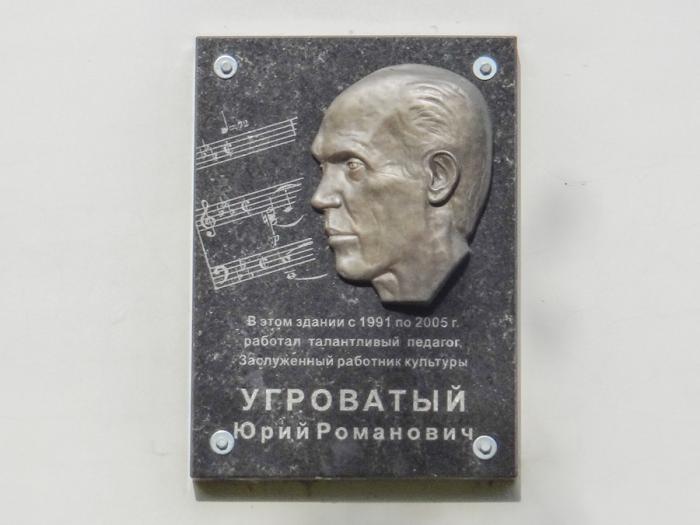 В этом здании с 1991 по 2005 г.
работал талантливый педагог,
Заслуженный работник культуры
УГРОВАТЫЙ
Юрий Романович